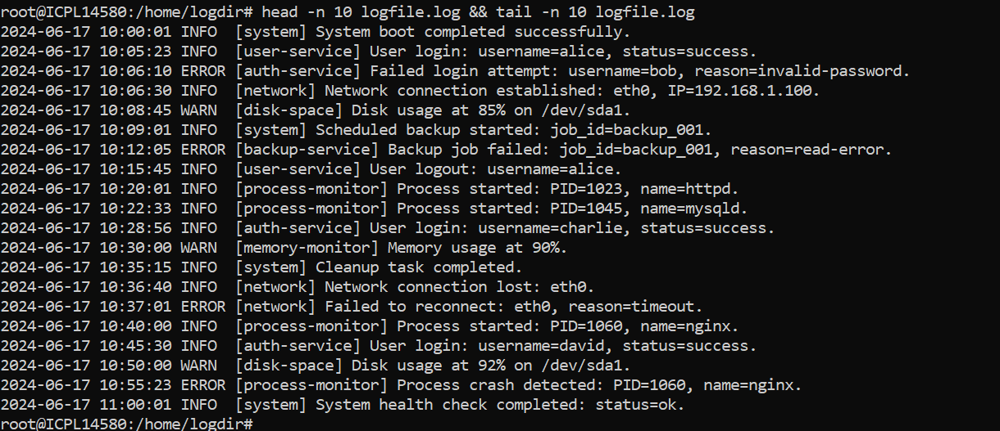 root@ICPL14580:/home/logdir# head -n 10 logfile.log && tail -n 10 logfile.log
2024-06-17 10:00:01 INFO  [system] System boot completed successfully.
2024-06-17 10:05:23 INFO  [user-service] User login: username=alice, status=success.
2024-06-17 10:06:10 ERROR [auth-service] Failed login attempt: username=bob, reason=invalid-password.
2024-06-17 10:06:30 INFO  [network] Network connection established: eth0, IP=192.168.1.100.
2024-06-17 10:08:45 WARN  [disk-space] Disk usage at 85% on /dev/sda1.
2024-06-17 10:09:01 INFO  [system] Scheduled backup started: job_id=backup_001.
2024-06-17 10:12:05 ERROR [backup-service] Backup job failed: job_id=backup_001, reason=read-error.
2024-06-17 10:15:45 INFO  [user-service] User logout: username=alice.
2024-06-17 10:20:01 INFO  [process-monitor] Process started: PID=1023, name=httpd.
2024-06-17 10:22:33 INFO  [process-monitor] Process started: PID=1045, name=mysqld.
2024-06-17 10:28:56 INFO  [auth-service] User login: username=charlie, status=success.
2024-06-17 10:30:00 WARN  [memory-monitor] Memory usage at 90%.
2024-06-17 10:35:15 INFO  [system] Cleanup task completed.
2024-06-17 10:36:40 INFO  [network] Network connection lost: eth0.
2024-06-17 10:37:01 ERROR [network] Failed to reconnect: eth0, reason=timeout.
2024-06-17 10:40:00 INFO  [process-monitor] Process started: PID=1060, name=nginx.
2024-06-17 10:45:30 INFO  [auth-service] User login: username=david, status=success.
2024-06-17 10:50:00 WARN  [disk-space] Disk usage at 92% on /dev/sda1.
2024-06-17 10:55:23 ERROR [process-monitor] Process crash detected: PID=1060, name=nginx.
2024-06-17 11:00:01 INFO  [system] System health check completed: status=ok.
root@ICPL14580:/home/logdir#